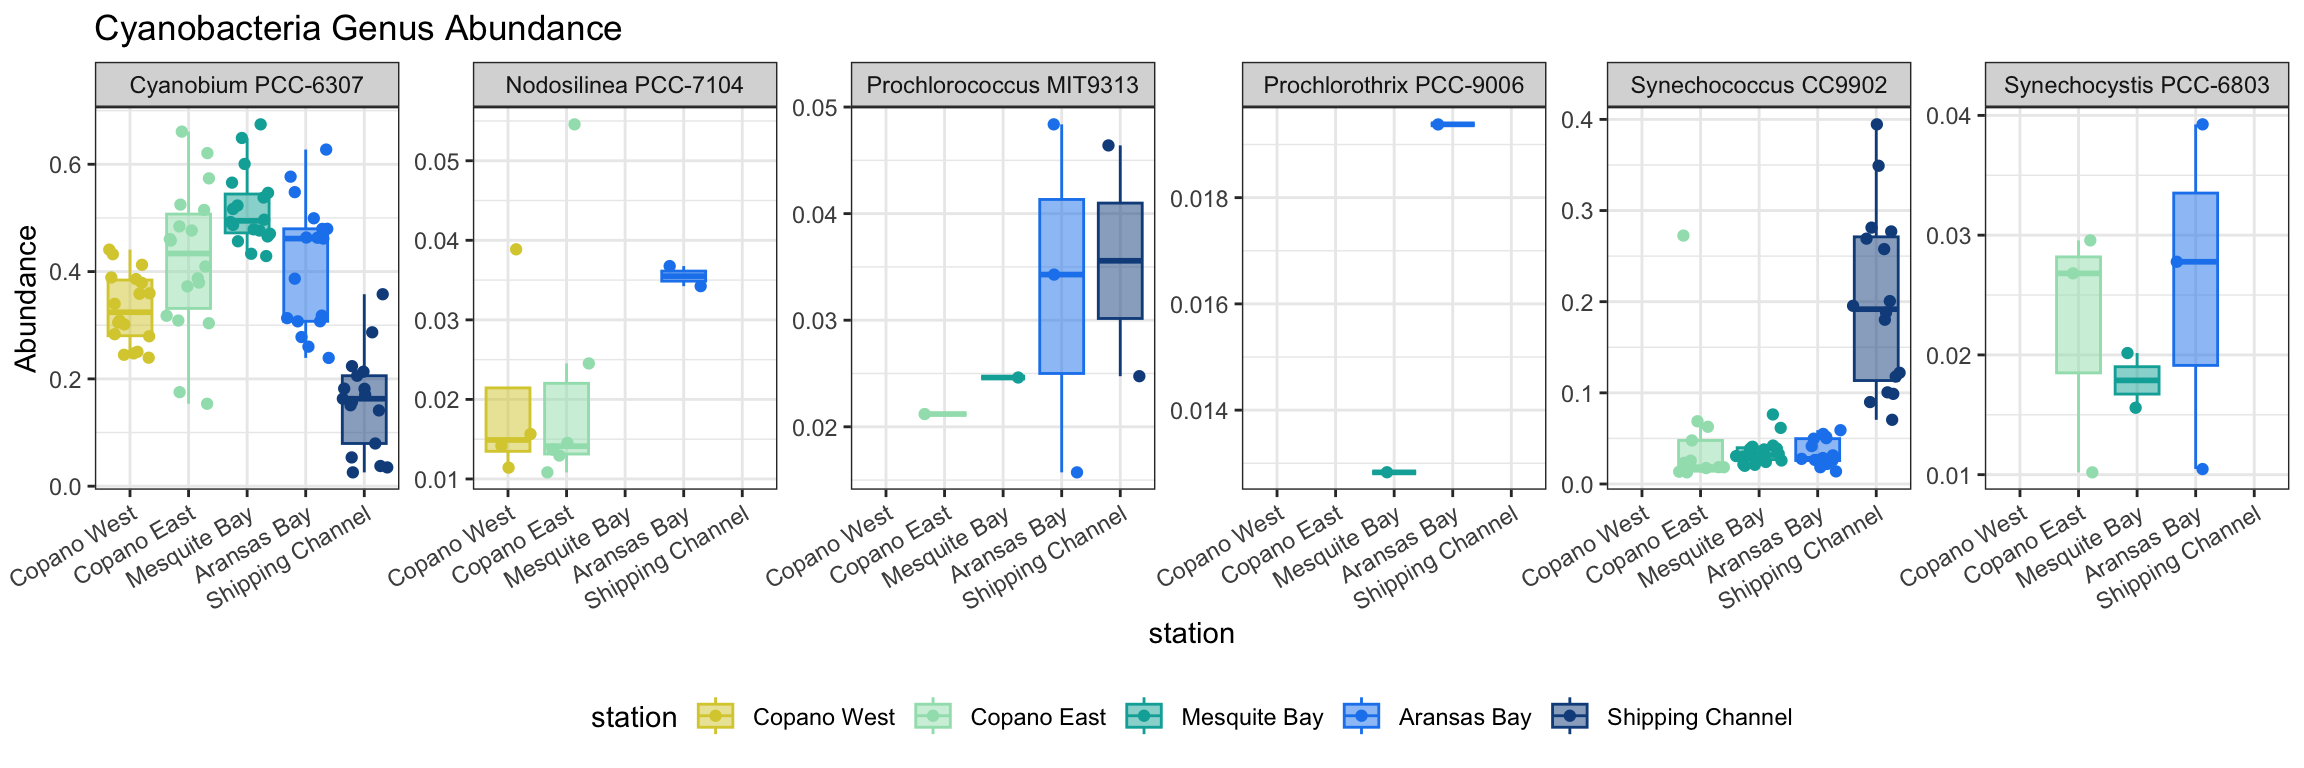 Cyanobacteria Genus Abundance
Cyanobium PCC-6307
Nodosilinea PCC-7104
Prochlorococcus MIT9313
Prochlorothrix PCC-9006
Synechococcus CC9902
Synechocystis PCC-6803
Abundance
0.6
0.4
0.2
0.0
0.05
0.04
0.03
0.02
0.01
0.05
0.04
0.03
0.02
0.018
0.016
0.014
0.4
0.3
0.2
0.1
0.0
0.04
0.03
0.02
0.01
Copano West
Copano East
Mesquite Bay
Aransas Bay
Shipping Channel
Copano West
Copano East
Mesquite Bay
Aransas Bay
Shipping Channel
Copano West
Copano East
Mesquite Bay
Aransas Bay
Shipping Channel
Copano West
Copano East
Mesquite Bay
Aransas Bay
Shipping Channel
Copano West
Copano East
Mesquite Bay
Aransas Bay
Shipping Channel
Copano West
Copano East
Mesquite Bay
Aransas Bay
Shipping Channel
station
station Copano West Copano East Mesquite Bay Aransas Bay Shipping Channel